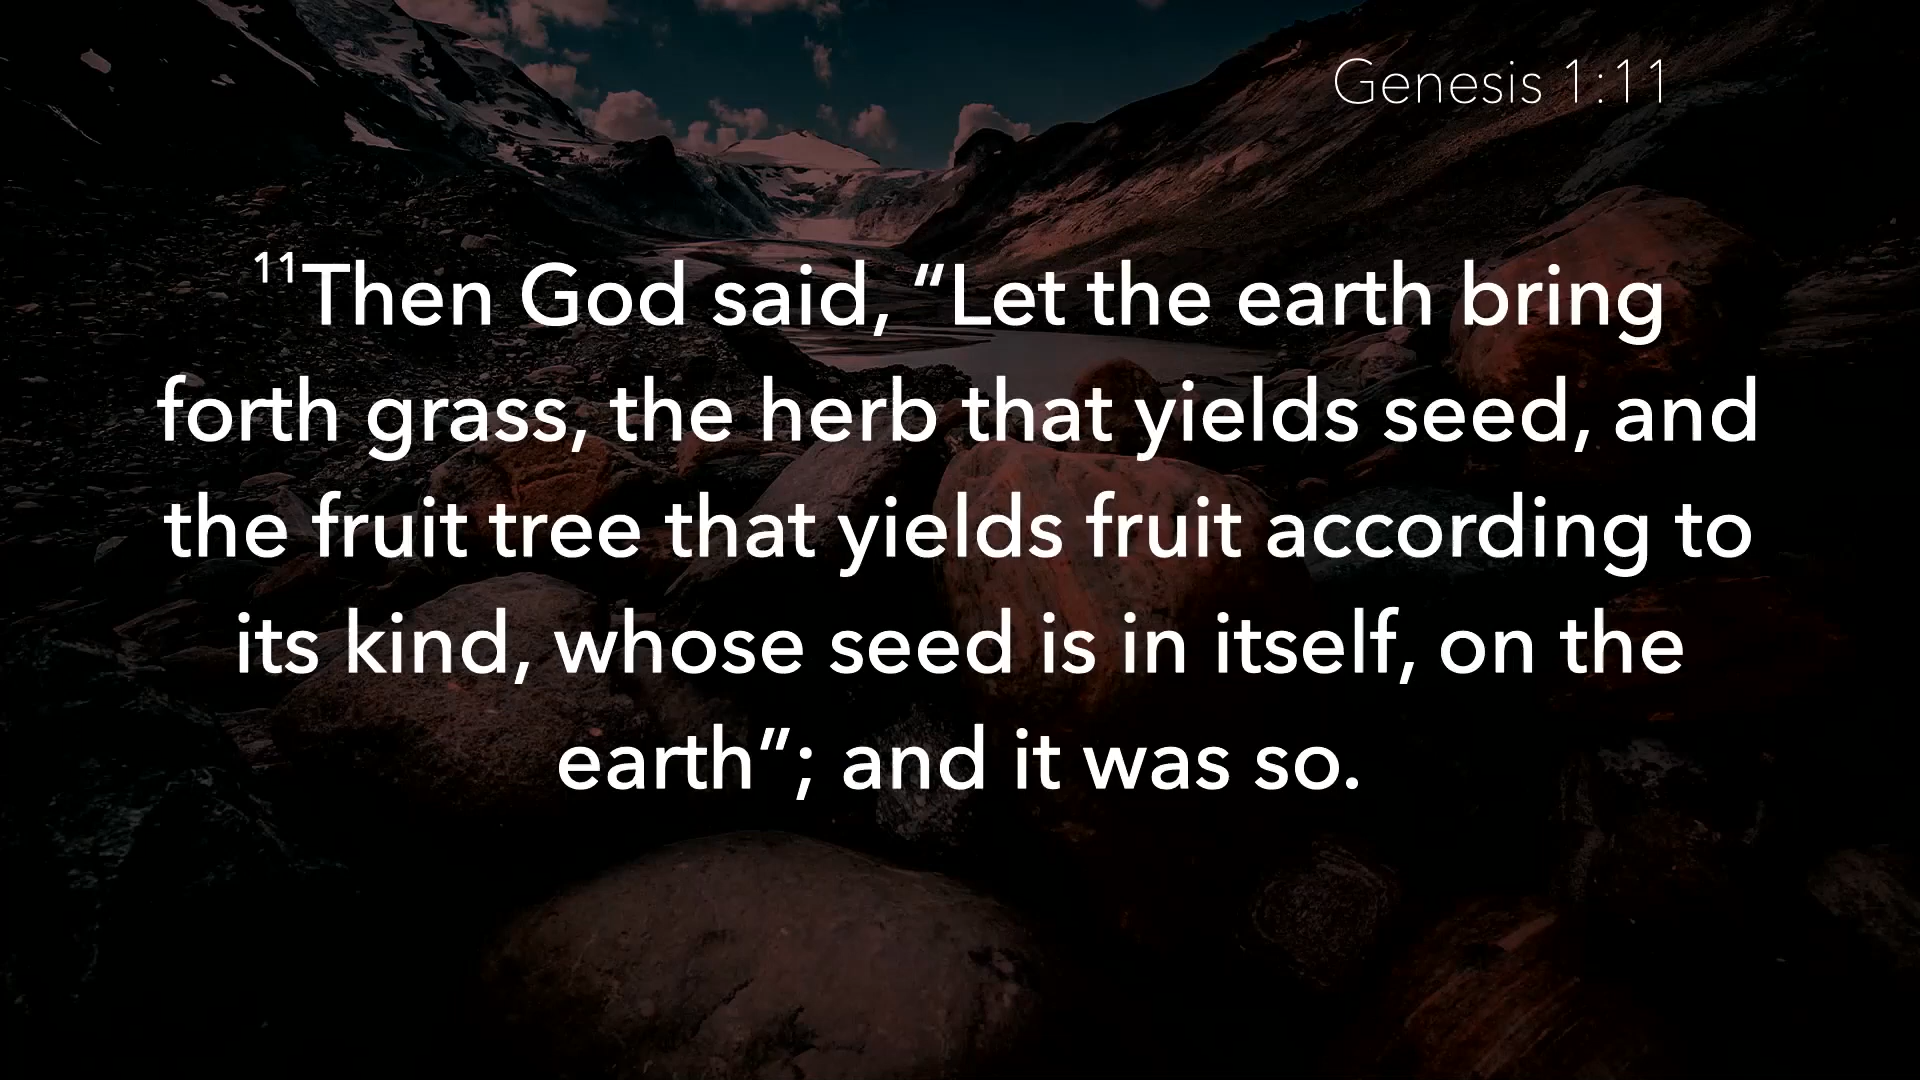 Genesis 1:11
¹¹Then God said, “Let the earth bring
forth grass, the herb that yields seed, and
the fruit tree that yields fruit according to
its kind, whose seed is in itself, on the
earth”; and it was so.